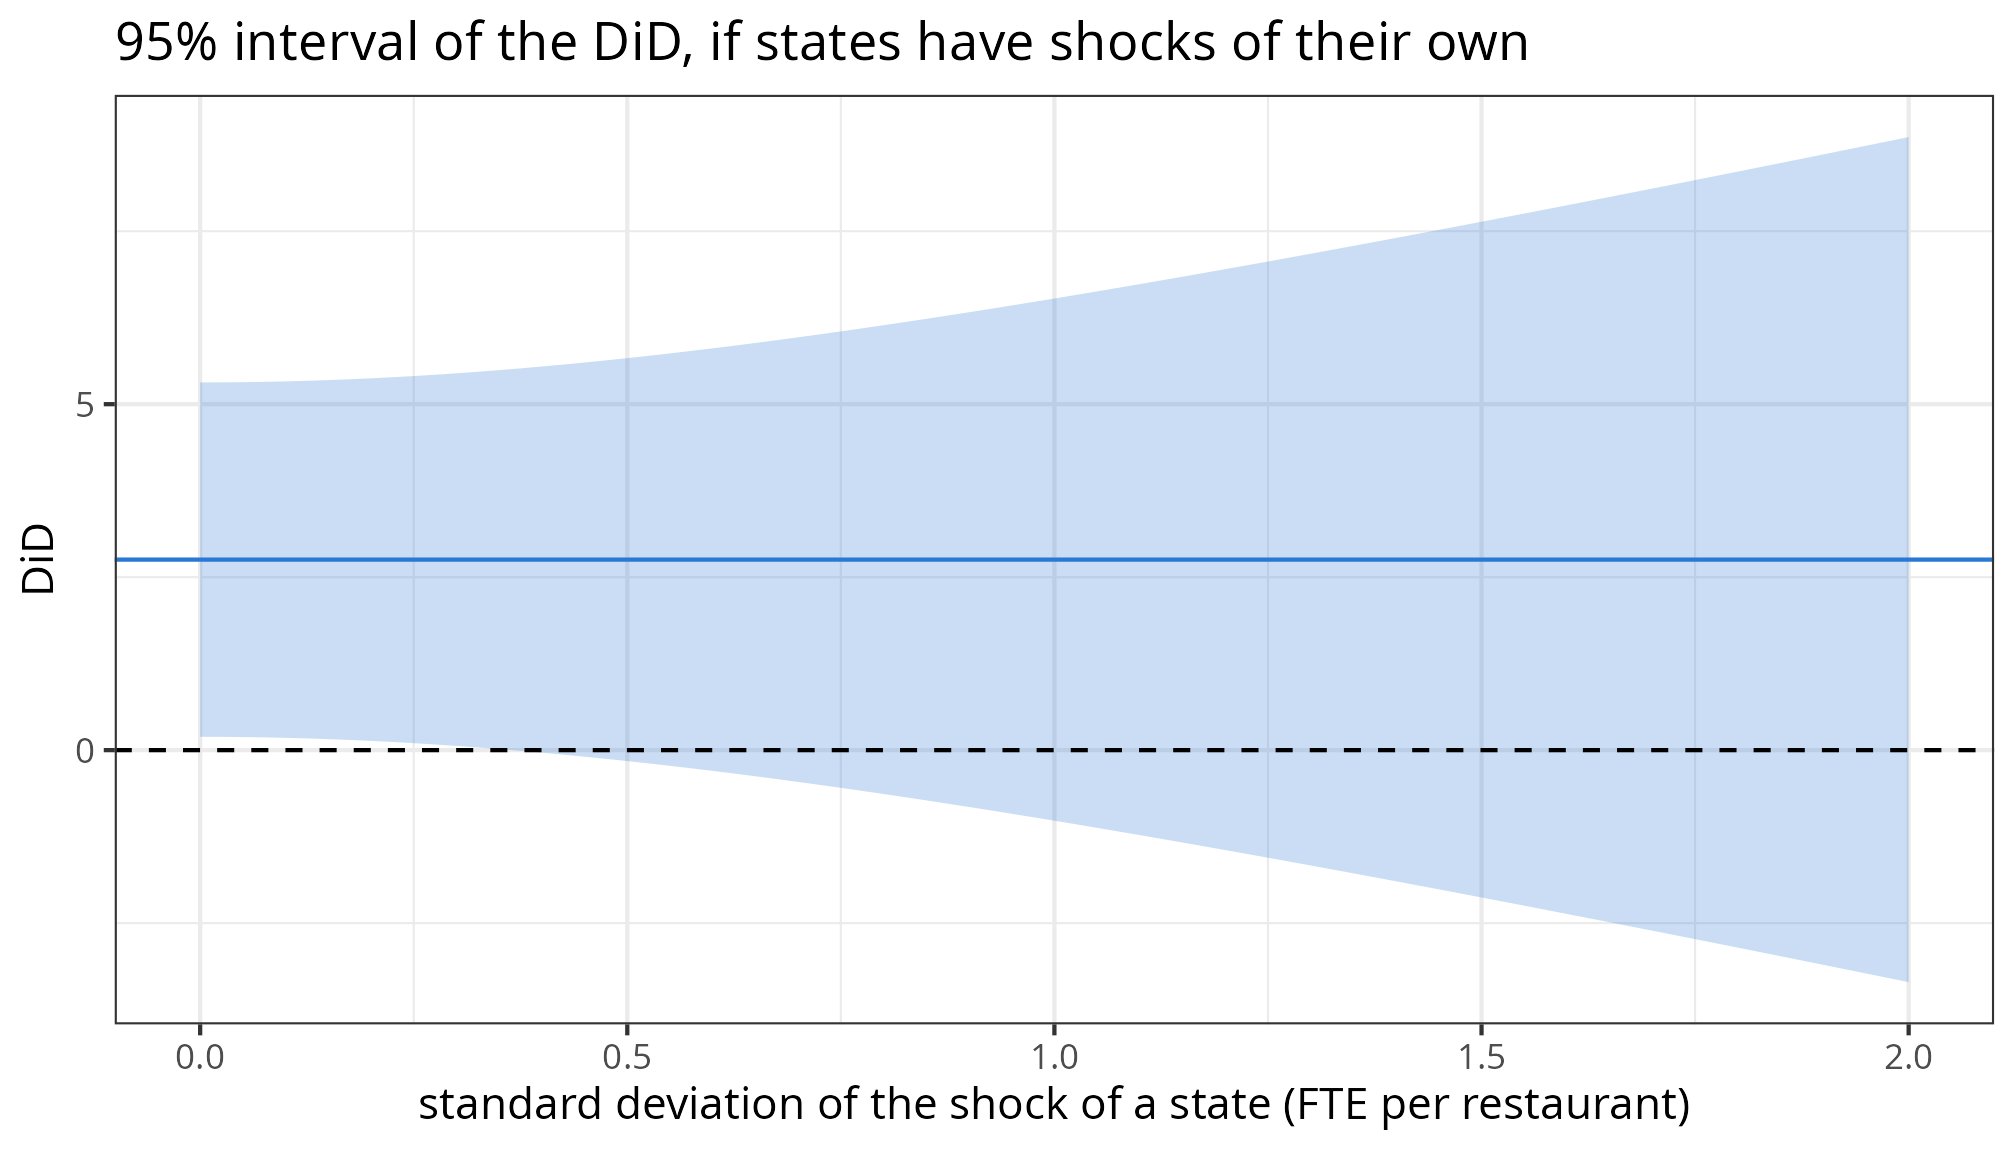 95% interval of the DiD, if states have shocks of their own
DiD
5
0
0.0 0.5 1.0 1.5 2.0
standard deviation of the shock of a state (FTE per restaurant)